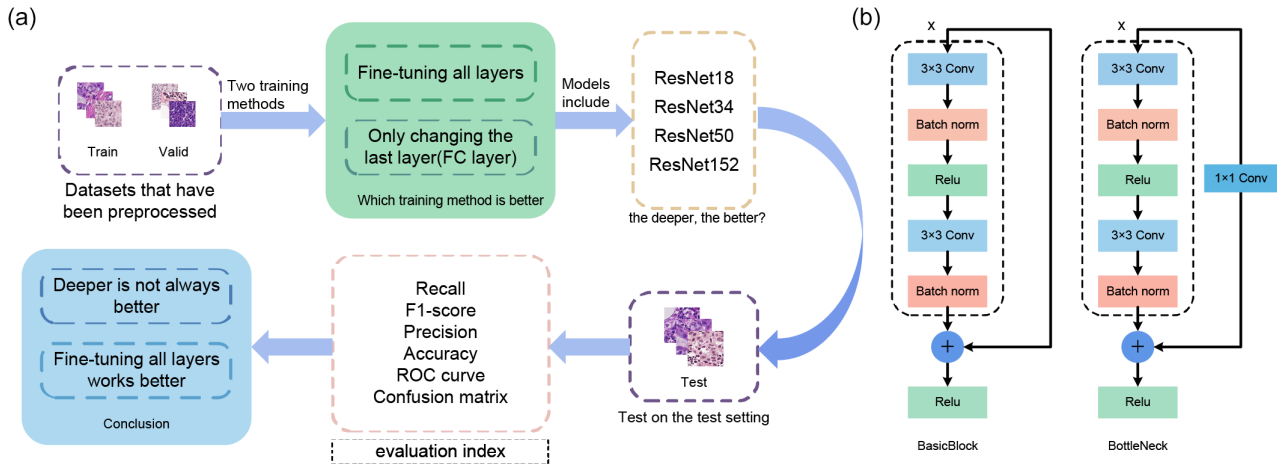 (a)
Train
Valid
Datasets that have
been preprocessed
Two training
methods
Fine-tuning all layers
Only changing the
last layer(FC layer)
Which training method is better
Models
include
ResNet18
ResNet34
ResNet50
ResNet152
the deeper, the better?
Test
Test on the test setting
Recall
F1-score
Precision
Accuracy
ROC curve
Confusion matrix
evaluation index
Deeper is not always
better
Fine-tuning all layers
works better
Conclusion
(b)
x
3×3 Conv
Batch norm
Relu
3×3 Conv
Batch norm
+
Relu
BasicBlock
x
3×3 Conv
Batch norm
Relu
1×1 Conv
3×3 Conv
Batch norm
+
Relu
BottleNeck